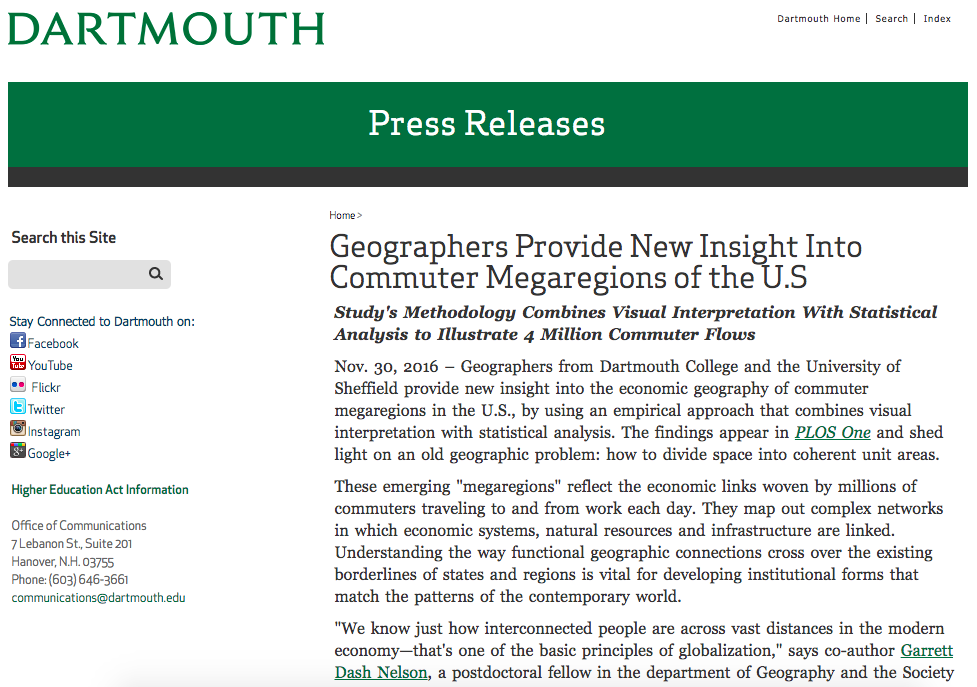 DARTMOUTH
Dartmouth Home | Search | Index
Press Releases
Search this Site
Stay Connected to Dartmouth on:
Facebook
You
Tube
YouTube
Flickr
Twitter
Instagram
Google+
Higher Education Act Information
Office of Communications
7 Lebanon St., Suite 201
Hanover, N.H. 03755
Phone: (603) 646-3661
communications@dartmouth.edu
Home >
Geographers Provide New Insight Into
Commuter Megaregions of the U.S
Study's Methodology Combines Visual Interpretation With Statistical
Analysis to Illustrate 4 Million Commuter Flows
Nov. 30, 2016 – Geographers from Dartmouth College and the University of
Sheffield provide new insight into the economic geography of commuter
megaregions in the U.S., by using an empirical approach that combines visual
interpretation with statistical analysis. The findings appear in PLOS One and shed
light on an old geographic problem: how to divide space into coherent unit areas.
These emerging "megaregions" reflect the economic links woven by millions of
commuters traveling to and from work each day. They map out complex networks
in which economic systems, natural resources and infrastructure are linked.
Understanding the way functional geographic connections cross over the existing
borderlines of states and regions is vital for developing institutional forms that
match the patterns of the contemporary world.
"We know just how interconnected people are across vast distances in the modern
economy—that's one of the basic principles of globalization," says co-author Garrett
Dash Nelson, a postdoctoral fellow in the department of Geography and the Society